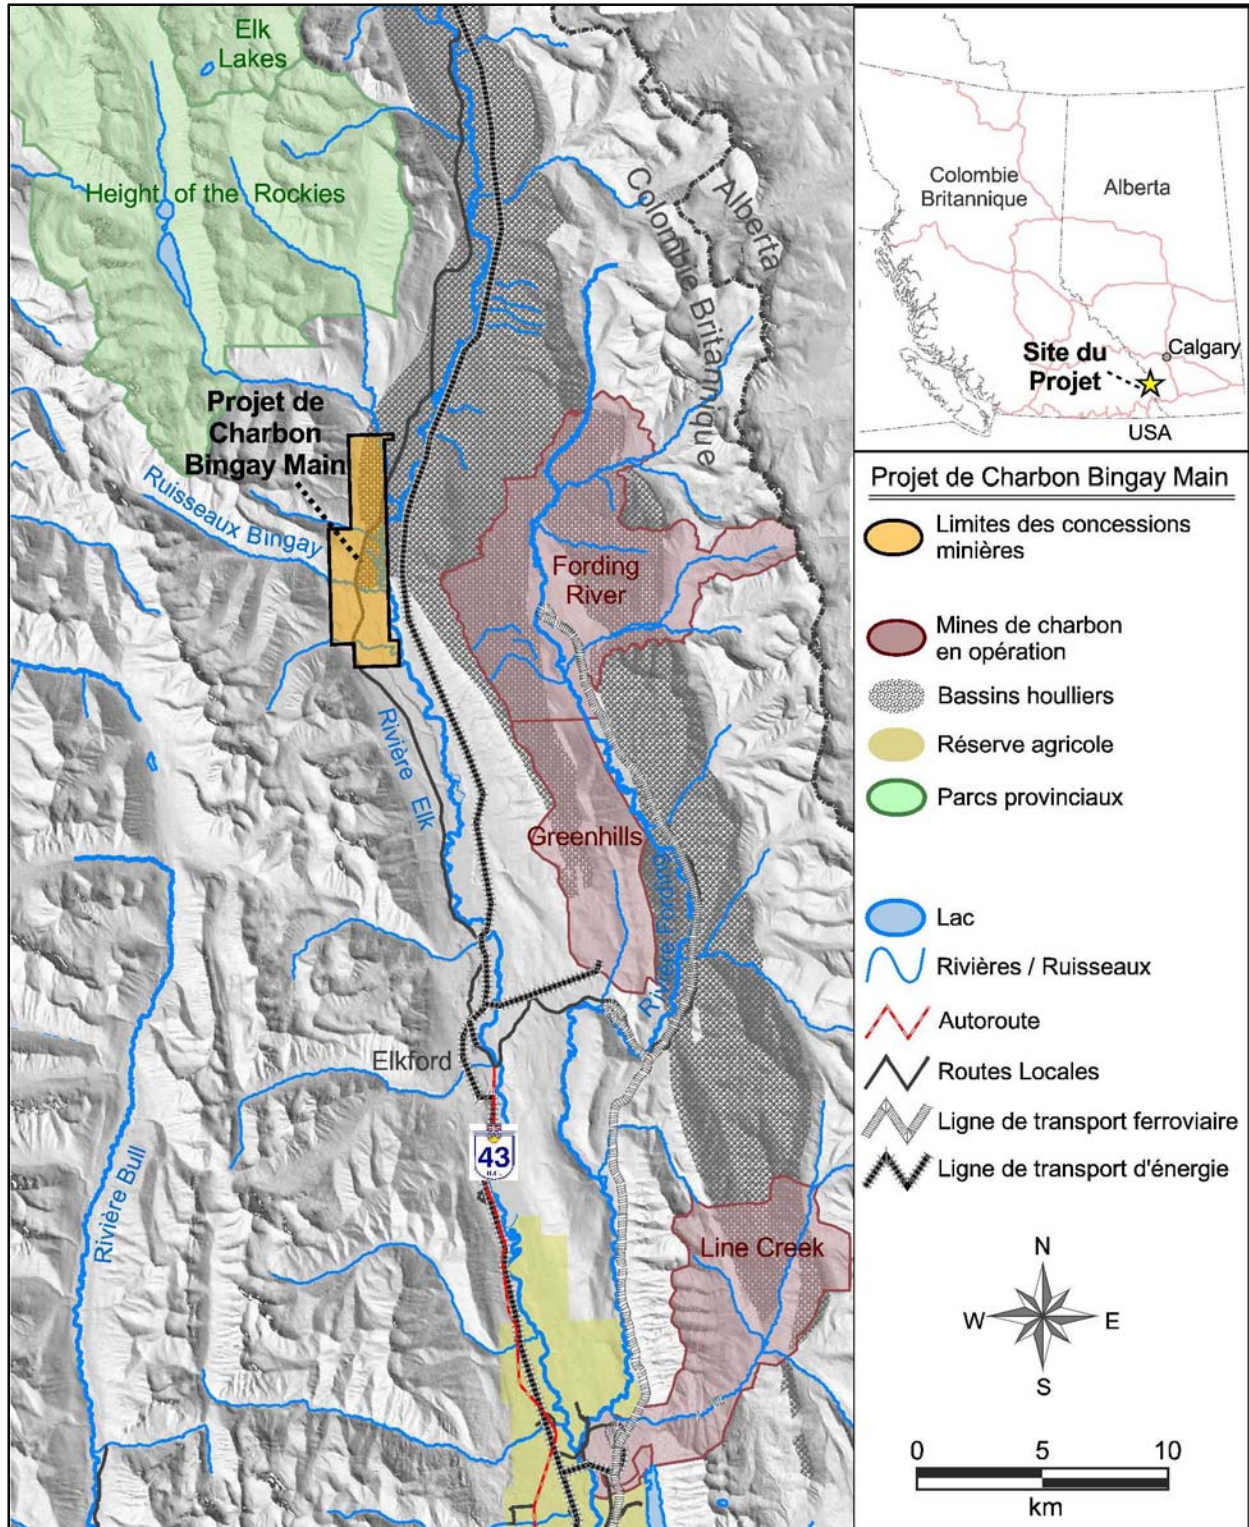 Elk
Lakes
Height of the Rockies
Colombie Britannique
Alberta
Projet de
Charbon
Bingay Main
Ruisseaux Bingay
Fording
River
Rivière Elk
Greenhills
Rivière Fording
Elkford
43
Rivière Bull
Line Creek
Colombie
Britannique
Alberta
Site du
Projet
Calgary
USA
Projet de Charbon Bingay Main
Limites des concessions
minières
Mines de charbon
en opération
Bassins houlliers
Réserve agricole
Parcs provinciaux
Lac
Rivières / Ruisseaux
Autoroute
Routes Locales
Ligne de transport ferroviaire
Ligne de transport d'énergie
N
W
E
S
0
5
10
km